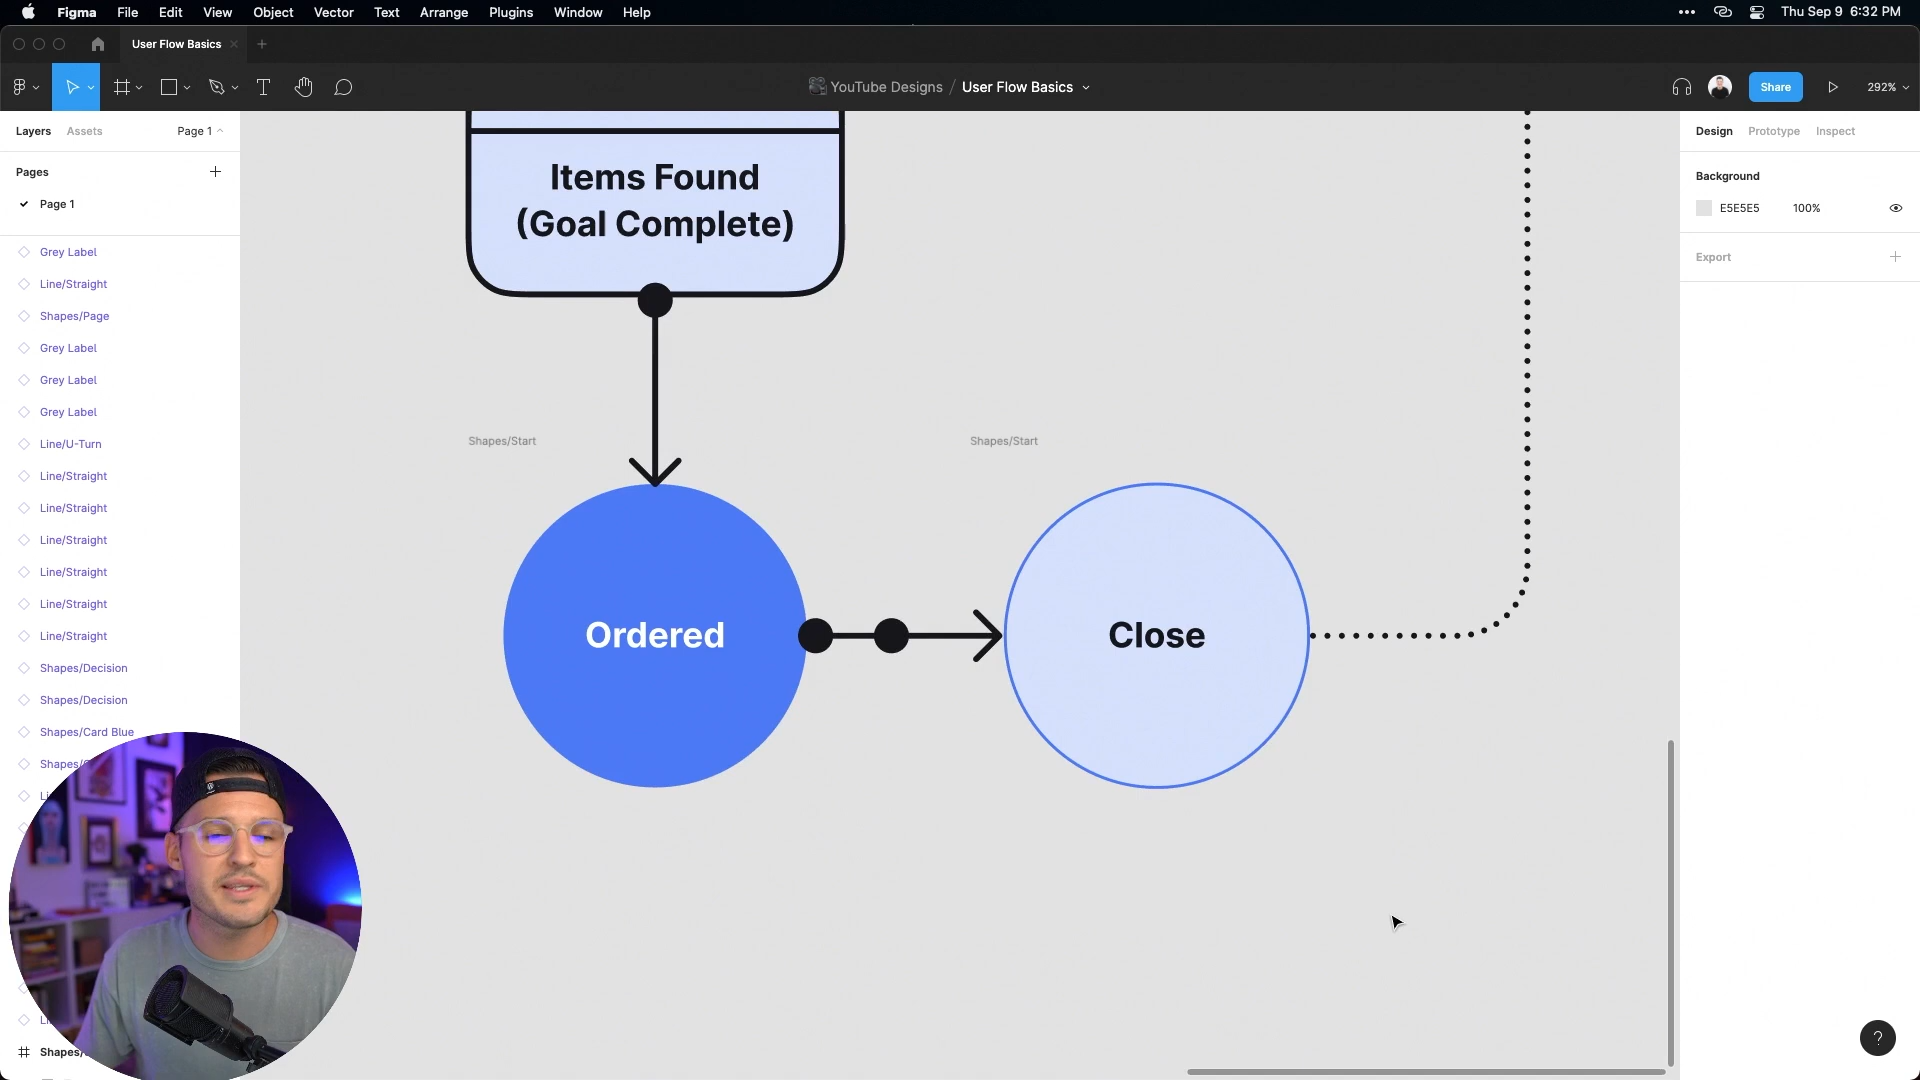 Figma File Edit View Object Vector Text Arrange Plugins Window Help
Thu Sep 9 6:32 PM
User Flow Basics
YouTube Designs / User Flow Basics
Share
292%
Layers Assets Page 1
Pages
Page 1
Grey Label
Line/Straight
Shapes/Page
Grey Label
Grey Label
Grey Label
Line/U-Turn
Line/Straight
Line/Straight
Line/Straight
Line/Straight
Line/Straight
Line/Straight
Shapes/Decision
Shapes/Decision
Shapes/Card Blue
Items Found
(Goal Complete)
Shapes/Start
Shapes/Start
Ordered
Close
Design Prototype Inspect
Background
E5E5E5 100%
Export
?